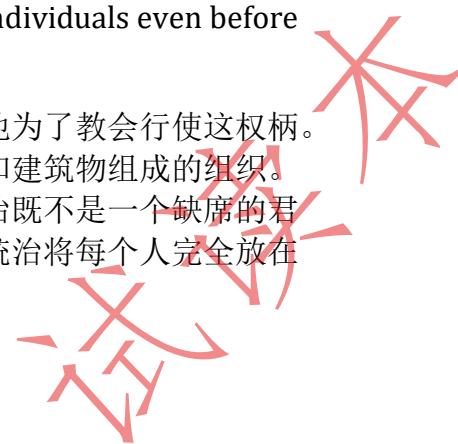 ndividuals even before
他为了教会行使这权柄。
和建筑物组成的组织。
治既不是一个缺席的君
统治将每个人完全放在
试读本